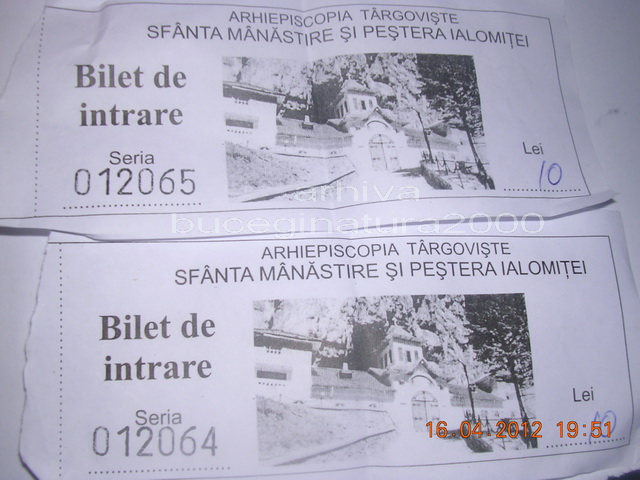 ARHIEPISCOPIA TÂRGOVIȘTE
SFÂNTA MÂNĂSTIRE ȘI PEȘTERA IALOMIȚEI
Bilet de
intrare
Seria
012065
Lei
10
arhiva
buceginatura2000
ARHIEPISCOPIA TÂRGOVIȘTE
SFÂNTA MÂNĂSTIRE ȘI PEȘTERA IALOMIȚEI
Bilet de
intrare
Seria
012064
Lei
10
16 04 2012 19:51